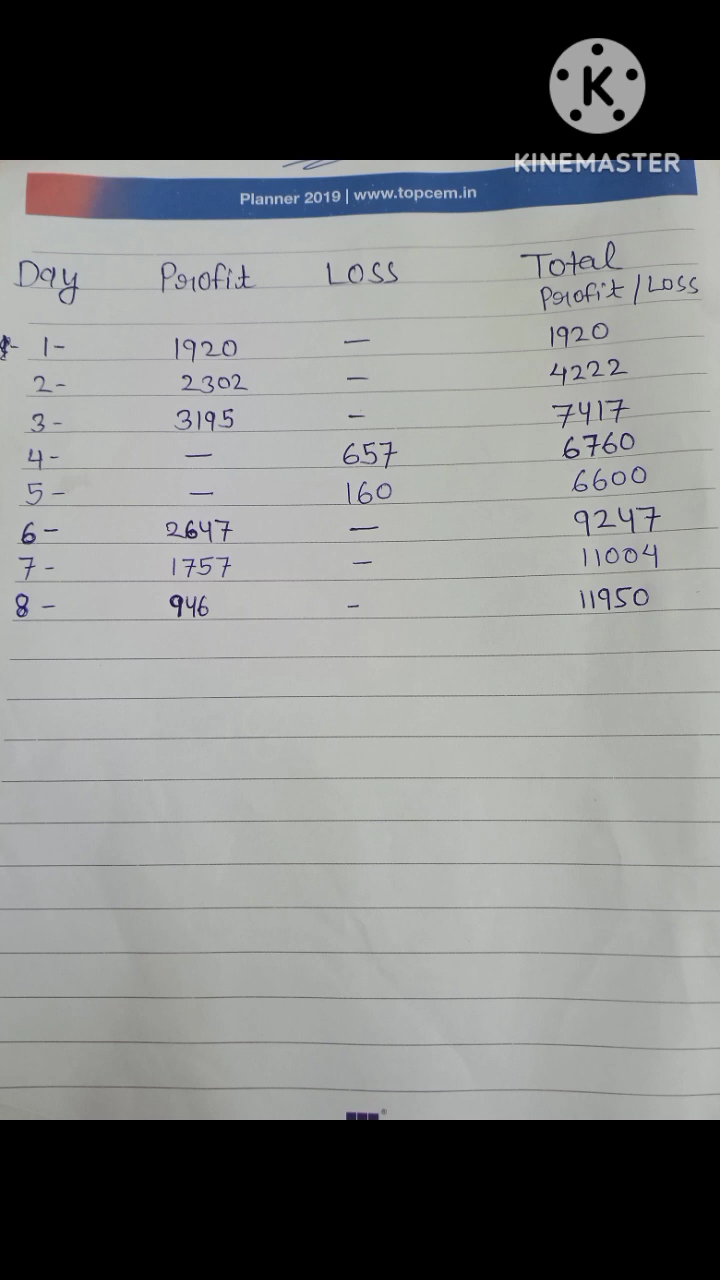 KINEMASTER
Planner 2019 | www.topcem.in
Day Profit Loss Total
Profit / Loss
1- 1920 — 1920
2- 2302 — 4222
3- 3195 - 7417
4- — 657 6760
5- — 160 6600
6- 2647 — 9247
7- 1757 — 11004
8- 946 - 11950